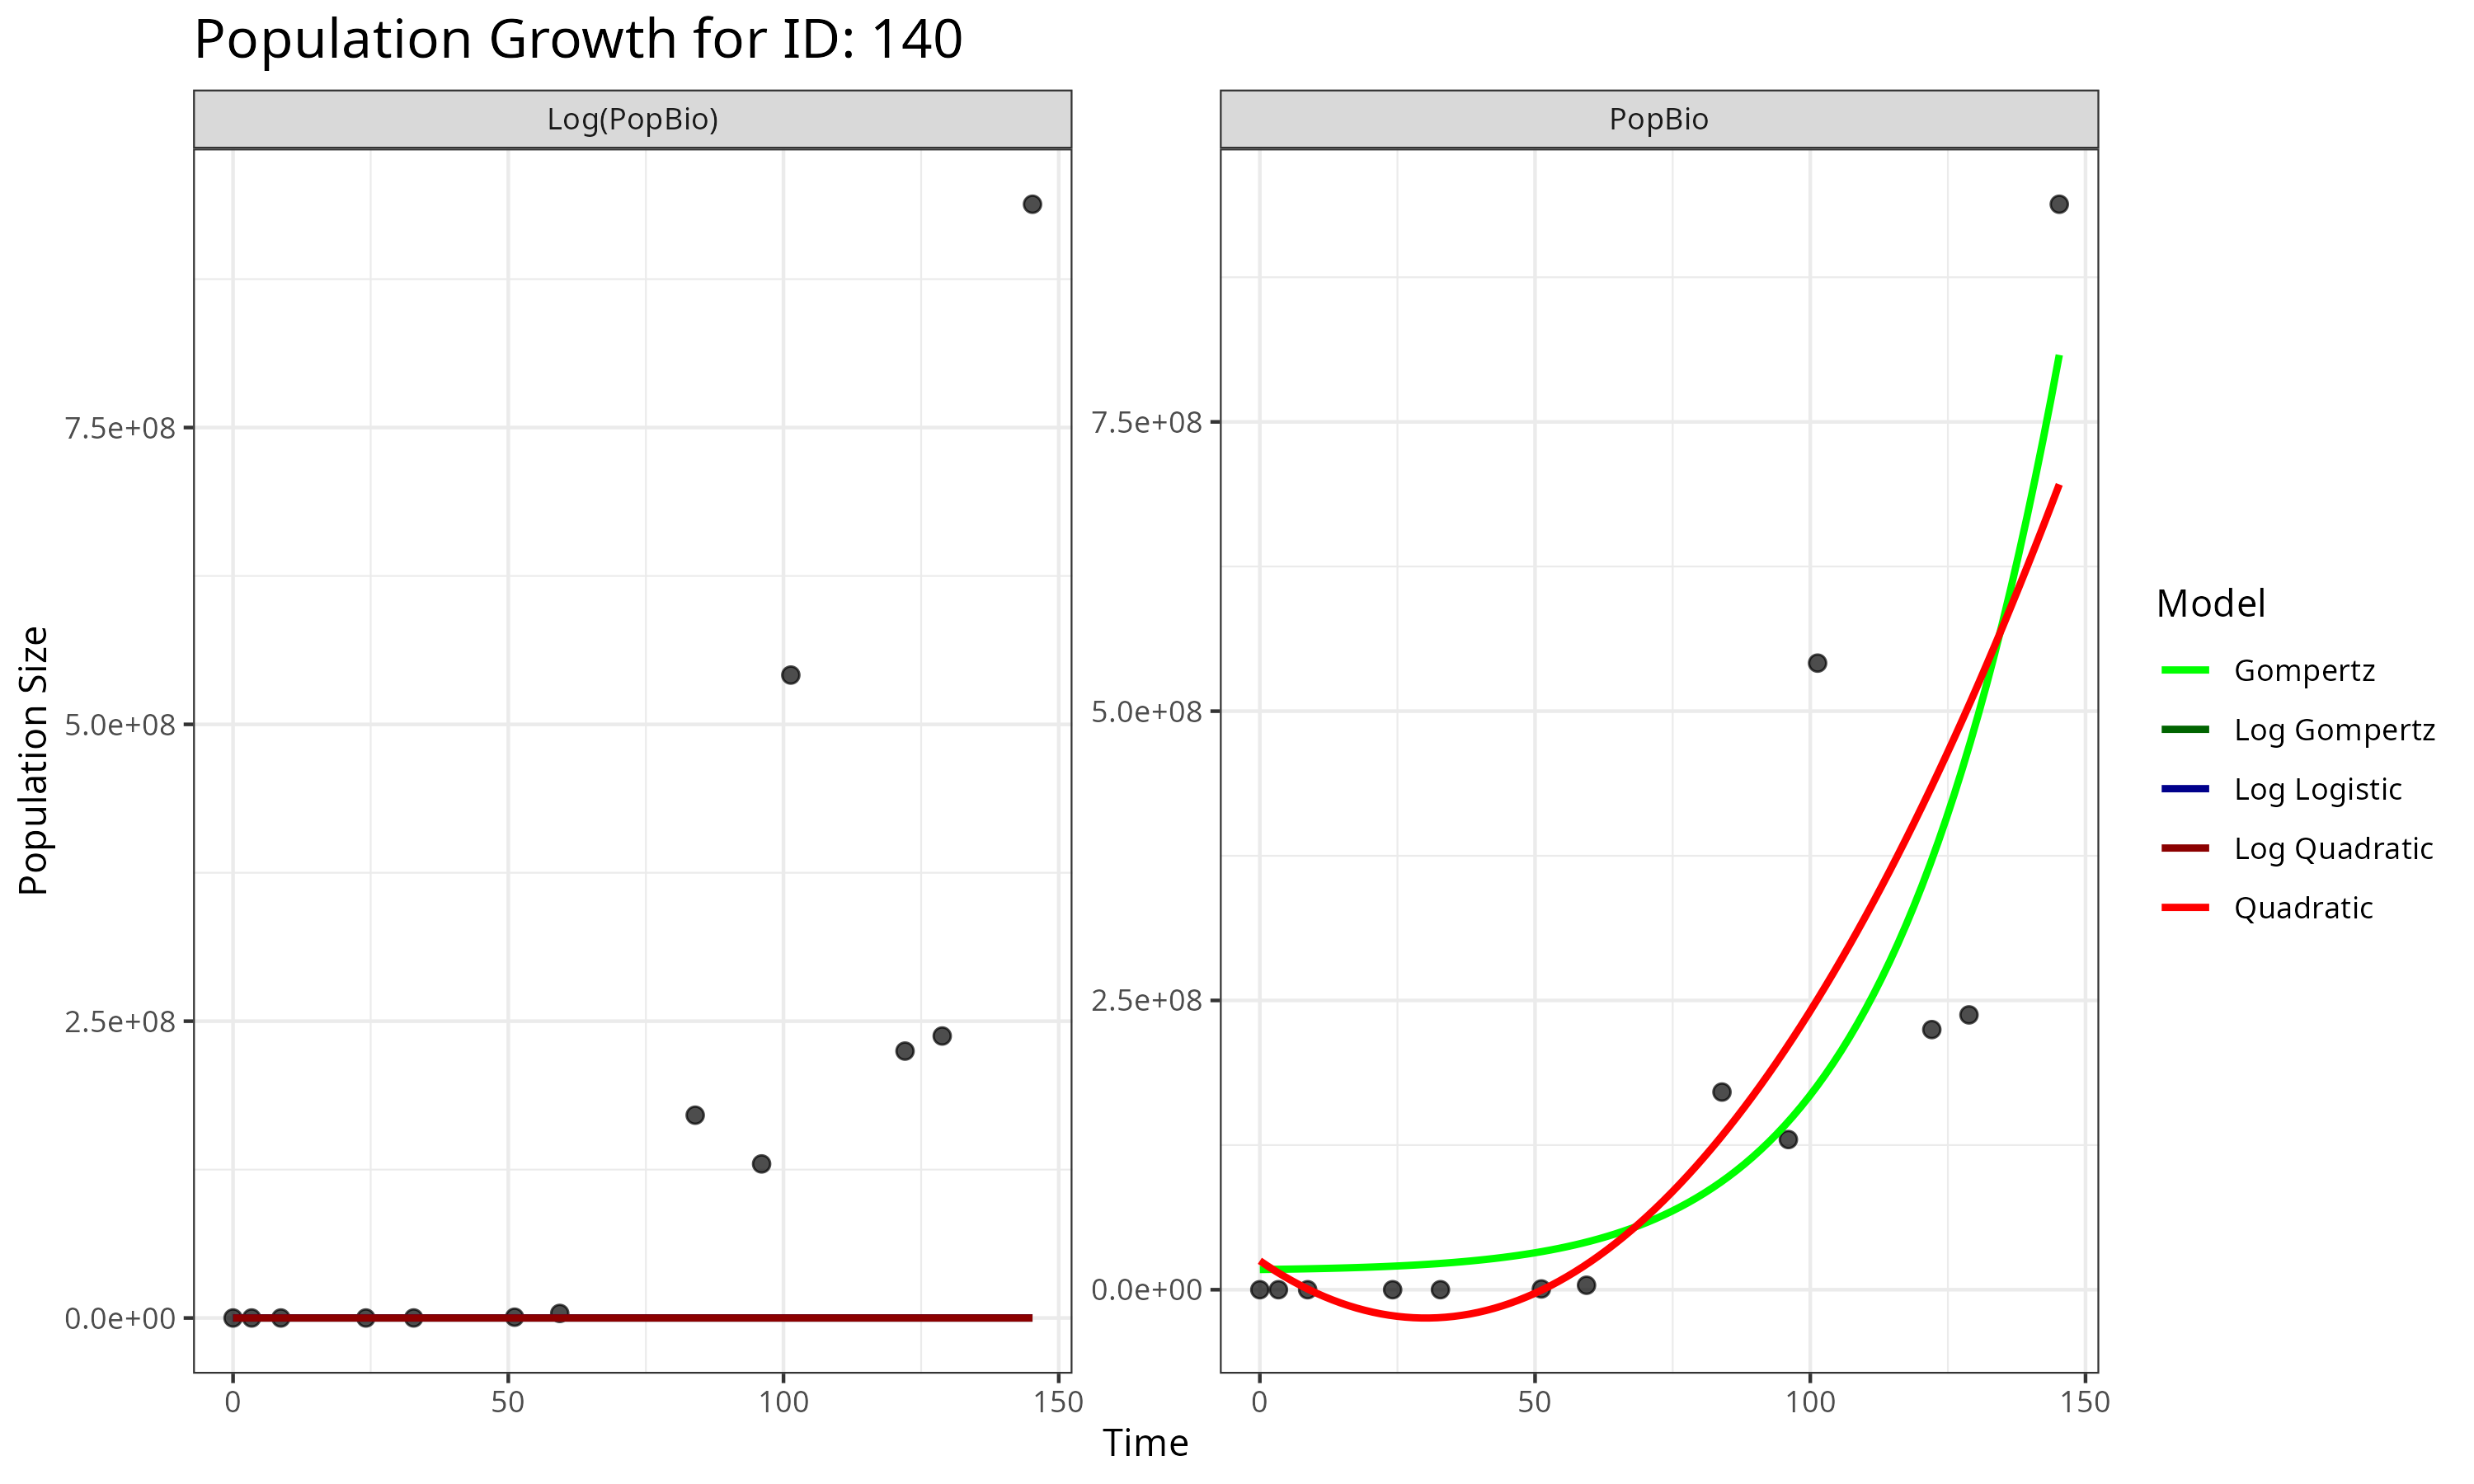 Population Growth for ID: 140
Log(PopBio)
PopBio
Population Size
7.5e+08
5.0e+08
2.5e+08
0.0e+00
7.5e+08
5.0e+08
2.5e+08
0.0e+00
0 50 100 150
0 50 100 150
Time
Model
Gompertz
Log Gompertz
Log Logistic
Log Quadratic
Quadratic